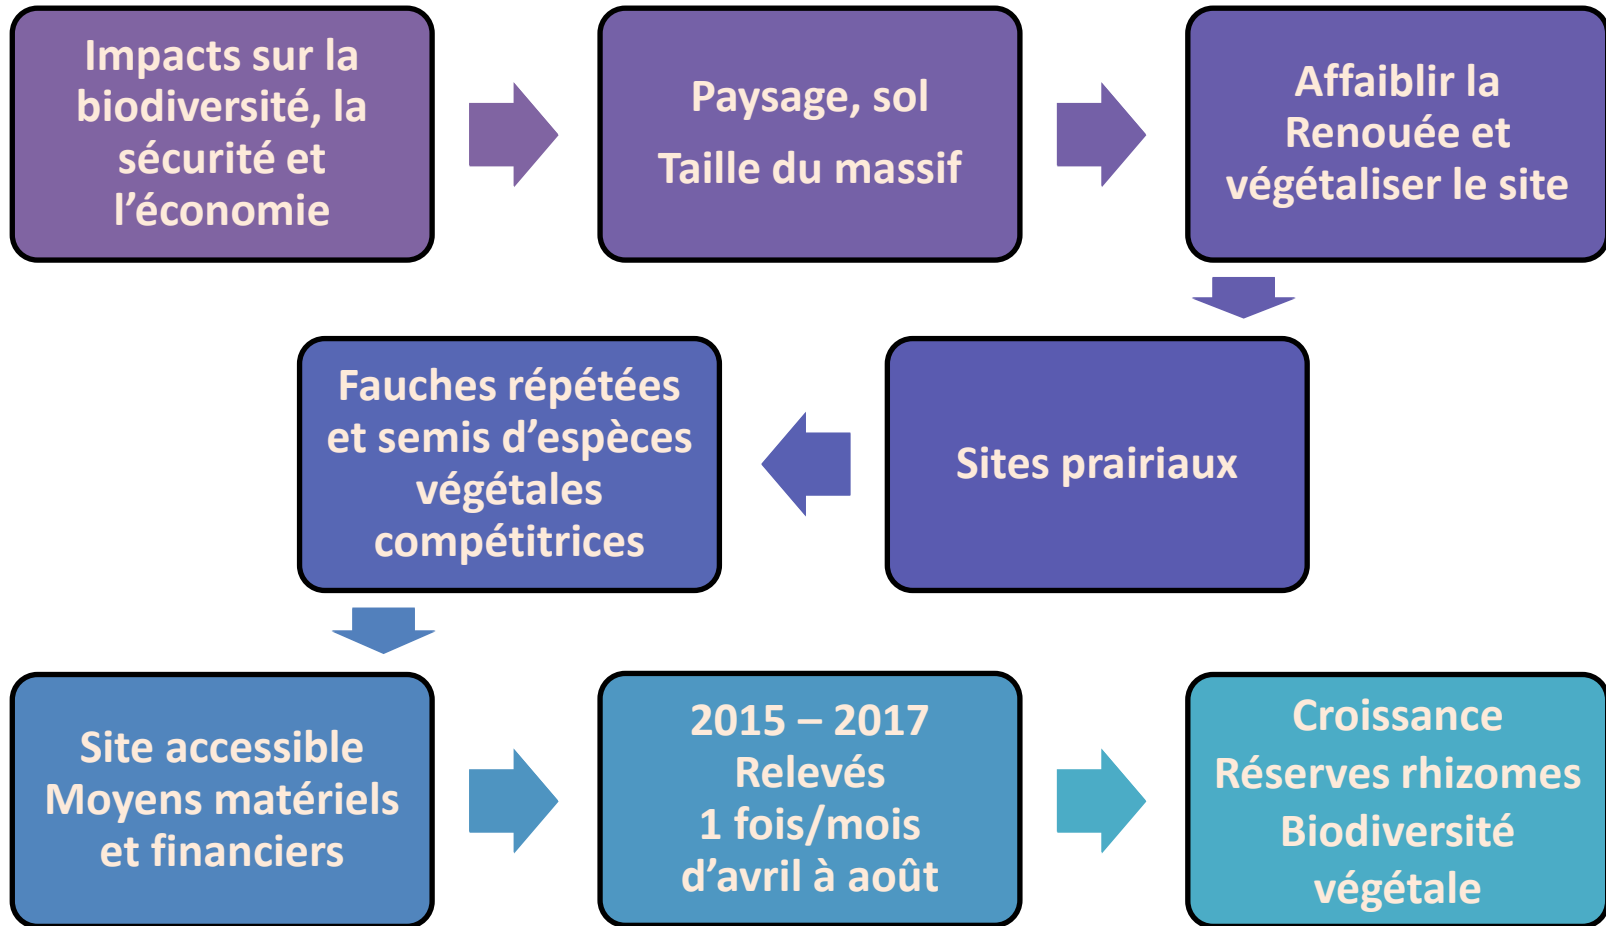 Impacts sur la
biodiversité, la
sécurité et
l’économie
Paysage, sol
Taille du massif
Affaiblir la
Renouée et
végétaliser le site
Sites prairiaux
Fauches répétées
et semis d’espèces
végétales
compétitrices
Site accessible
Moyens matériels
et financiers
2015 – 2017
Relevés
1 fois/mois
d’avril à août
Croissance
Réserves rhizomes
Biodiversité
végétale